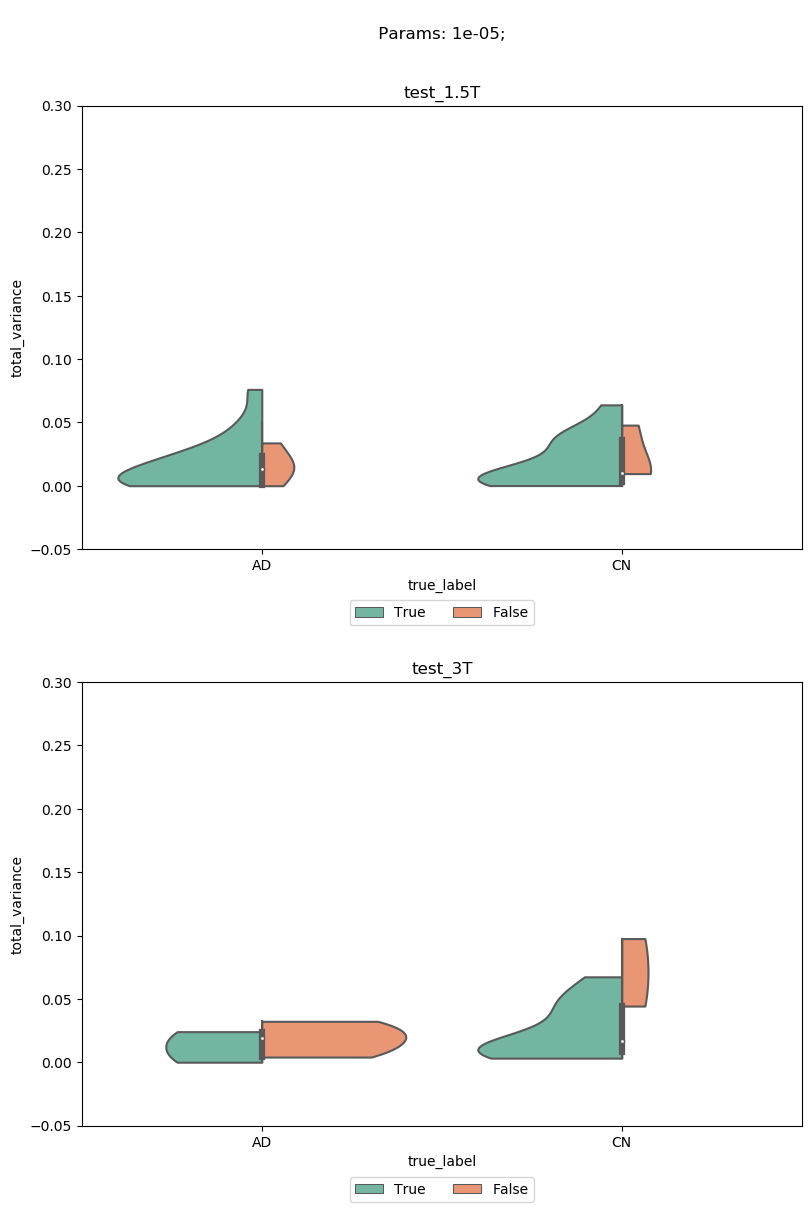 Params: 1e-05;
test_1.5T
0.30
0.25
0.20
0.15
0.10
0.05
0.00
−0.05
total_variance
AD CN
true_label
True False
test_3T
0.30
0.25
0.20
0.15
0.10
0.05
0.00
−0.05
total_variance
AD CN
true_label
True False